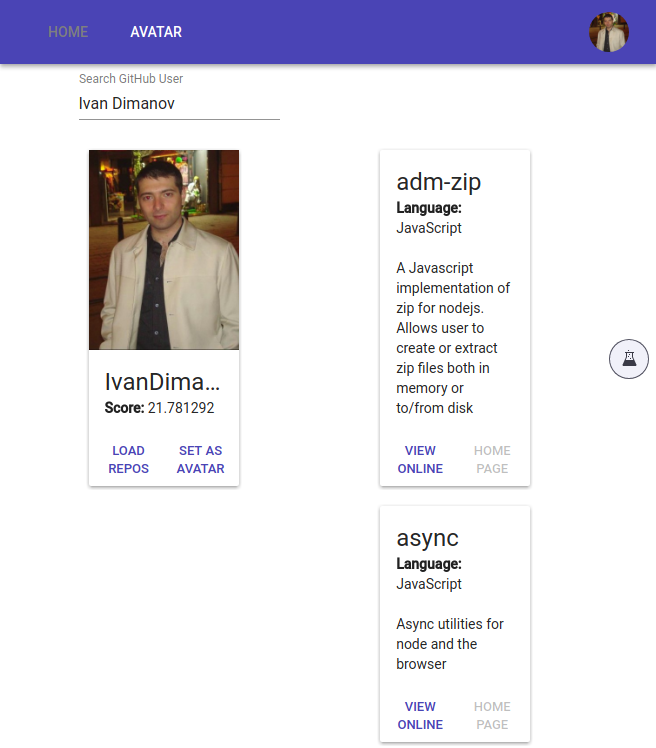 HOME AVATAR
Search GitHub User
Ivan Dimanov
IvanDima...
Score: 21.781292
LOAD
REPOS
SET AS
AVATAR
adm-zip
Language:
JavaScript
A Javascript
implementation of
zip for nodejs.
Allows user to
create or extract
zip files both in
memory or
to/from disk
VIEW
ONLINE
HOME
PAGE
async
Language:
JavaScript
Async utilities for
node and the
browser
VIEW
ONLINE
HOME
PAGE